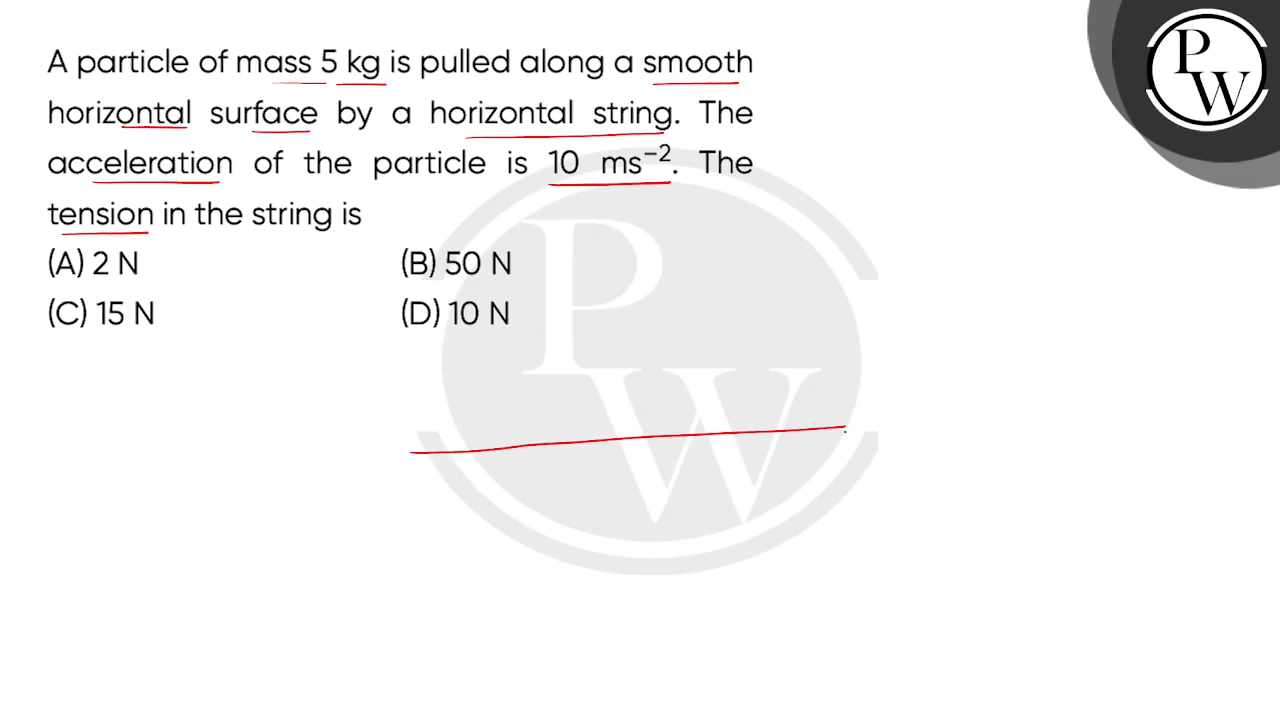 A particle of mass 5 kg is pulled along a smooth
horizontal surface by a horizontal string. The
acceleration of the particle is 10 ms⁻². The
tension in the string is
(A) 2 N (B) 50 N
(C) 15 N (D) 10 N
PW
PW